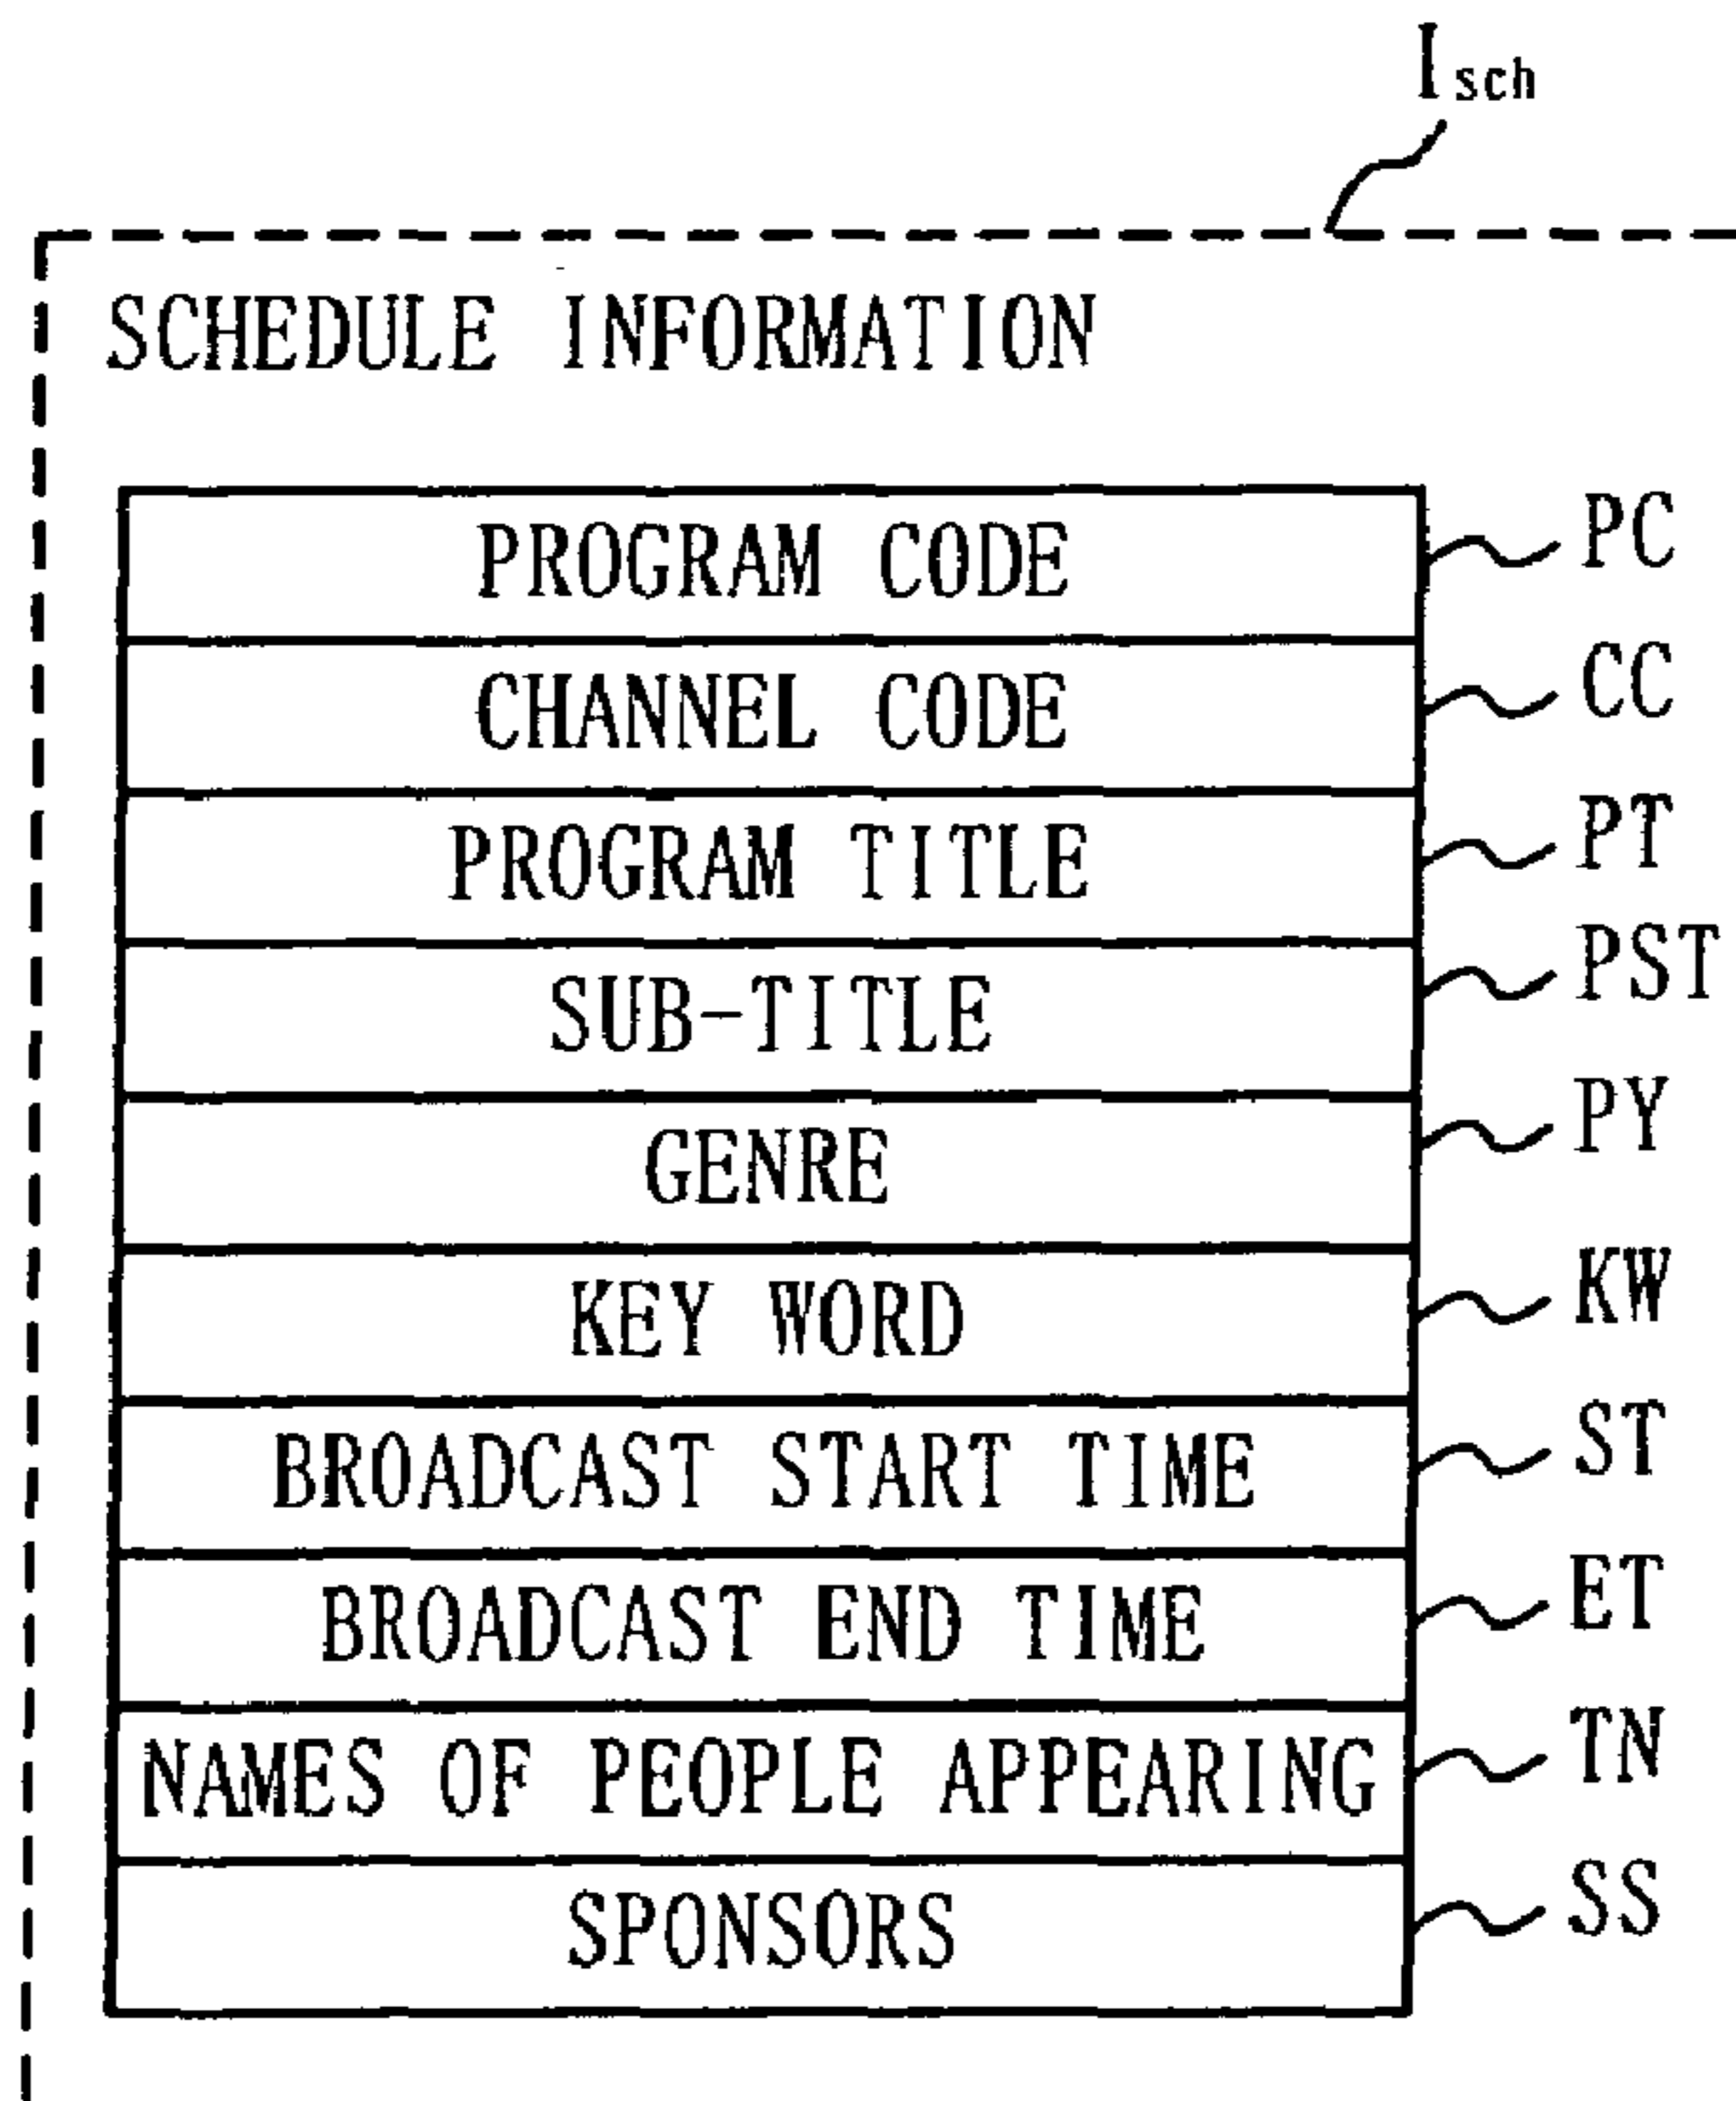 Isch
SCHEDULE INFORMATION
PROGRAM CODE PC
CHANNEL CODE CC
PROGRAM TITLE PT
SUB-TITLE PST
GENRE PY
KEY WORD KW
BROADCAST START TIME ST
BROADCAST END TIME ET
NAMES OF PEOPLE APPEARING TN
SPONSORS SS